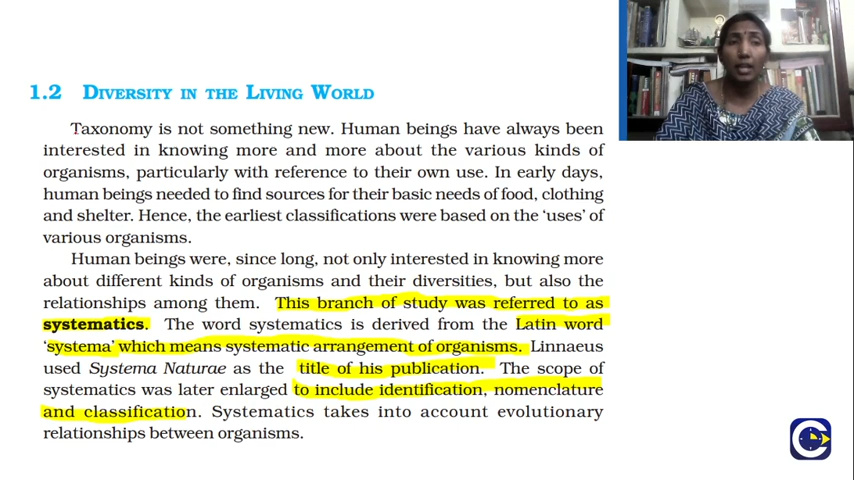 1.2 DIVERSITY IN THE LIVING WORLD
Taxonomy is not something new. Human beings have always been
interested in knowing more and more about the various kinds of
organisms, particularly with reference to their own use. In early days,
human beings needed to find sources for their basic needs of food, clothing
and shelter. Hence, the earliest classifications were based on the ‘uses’ of
various organisms.
Human beings were, since long, not only interested in knowing more
about different kinds of organisms and their diversities, but also the
relationships among them. This branch of study was referred to as
systematics. The word systematics is derived from the Latin word
‘systema’ which means systematic arrangement of organisms. Linnaeus
used Systema Naturae as the title of his publication. The scope of
systematics was later enlarged to include identification, nomenclature
and classification. Systematics takes into account evolutionary
relationships between organisms.